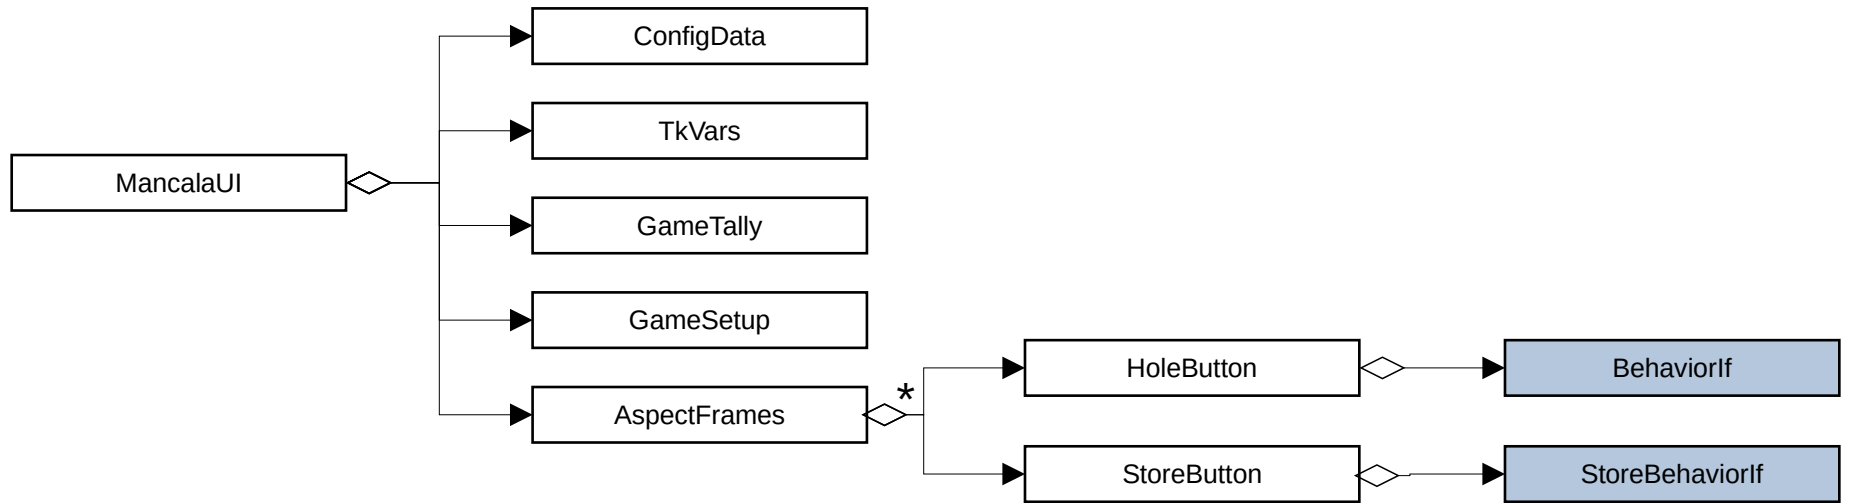 ConfigData
TkVars
MancalaUI
GameTally
GameSetup
AspectFrames
*
HoleButton
BehaviorIf
StoreButton
StoreBehaviorIf